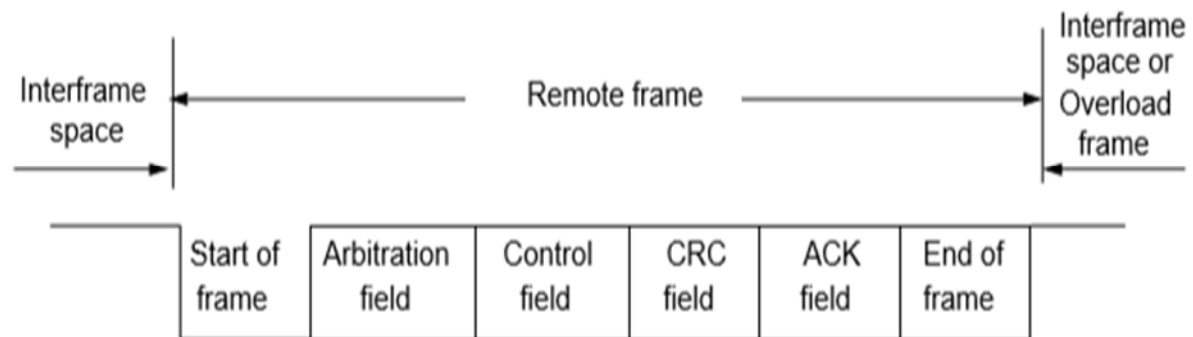 Interframe
space
Remote frame
Interframe
space or
Overload
frame
Start of
frame
Arbitration
field
Control
field
CRC
field
ACK
field
End of
frame